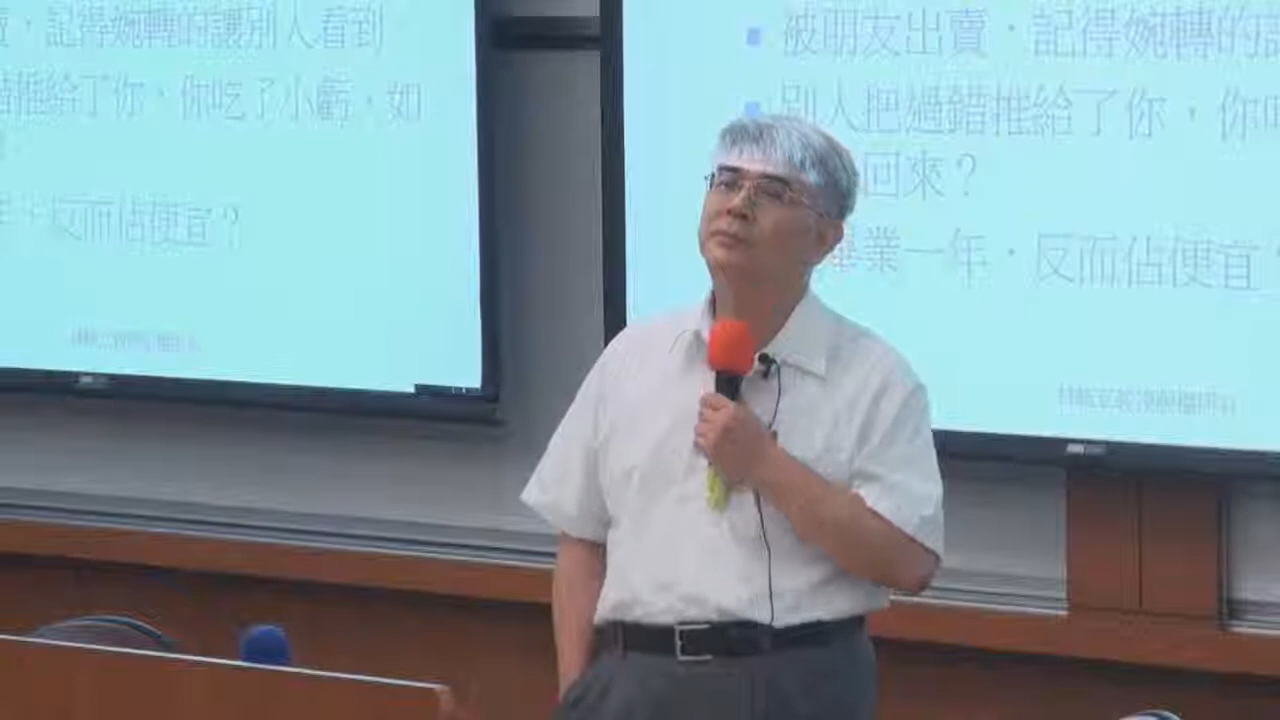 ，記得婉轉的讓別人看到
推給了你，你吃了小虧，如
，反而佔便宜？
被朋友出賣，記得婉轉的
別人把過錯推給了你，你
回來？
畢業一年，反而佔便宜